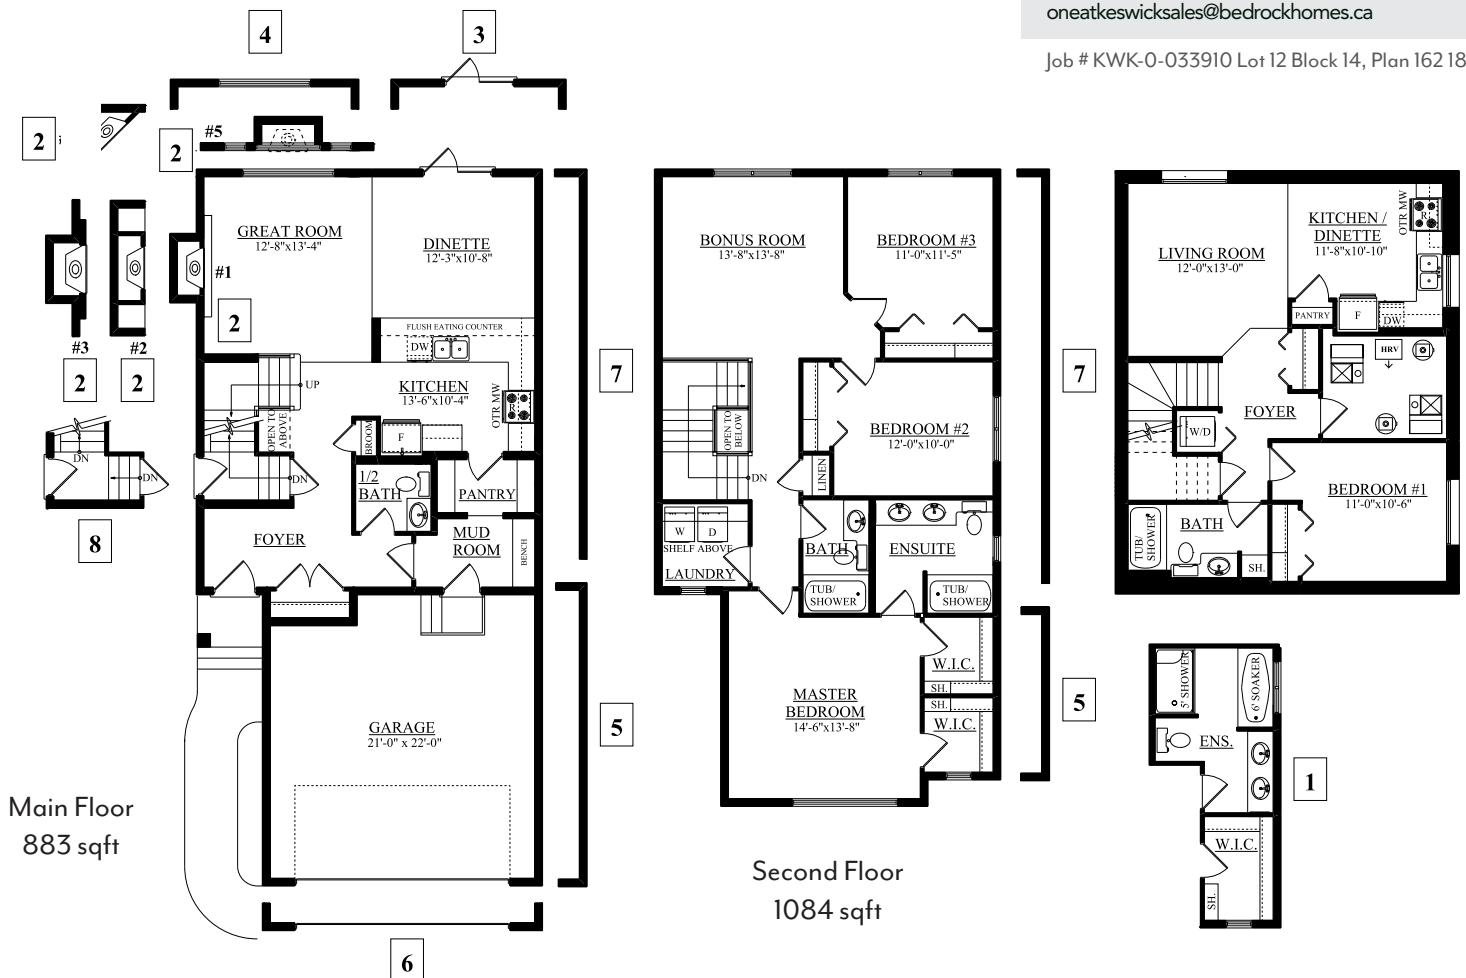 oneatkeswicksales@bedrockhomes.ca
Job # KWK-0-033910 Lot 12 Block 14, Plan 162 18
4
3
2
2
#5
GREAT ROOM
12'-8"x13'-4"
DINETTE
12'-3"x10'-8"
#1
2
#3
#2
2
2
FLUSH EATING COUNTER
DW
UP
KITCHEN
13'-6"x10'-4"
OTR MW
R
OPEN TO
ABOVE
BROOM
F
DN
DN
DN
1/2
BATH
PANTRY
8
FOYER
MUD
ROOM
BENCH
GARAGE
21'-0" x 22'-0"
7
5
6
Main Floor
883 sqft
BONUS ROOM
13'-8"x13'-8"
BEDROOM #3
11'-0"x11'-5"
OPEN TO
BELOW
BEDROOM #2
12'-0"x10'-0"
LINEN
DN
W
D
SHELF ABOVE
LAUNDRY
BATH
ENSUITE
TUB/
SHOWER
TUB/
SHOWER
W.I.C.
SH.
SH.
W.I.C.
MASTER
BEDROOM
14'-6"x13'-8"
7
5
Second Floor
1084 sqft
LIVING ROOM
12'-0"x13'-0"
KITCHEN /
DINETTE
11'-8"x10'-10"
OTR MW
R
PANTRY
F
DW
HRV
FOYER
W/D
BEDROOM #1
11'-0"x10'-6"
BATH
TUB/
SHOWER
SH.
5' SHOWER
6' SOAKER
ENS.
1
W.I.C.
SH.